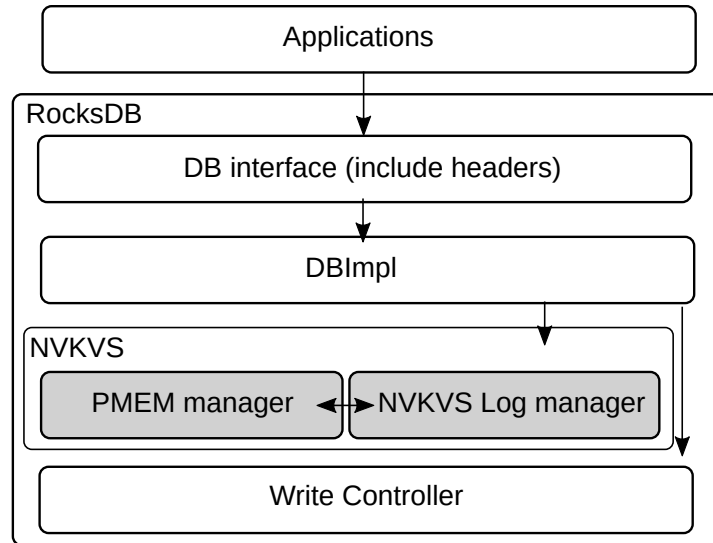 Applications
RocksDB
DB interface (include headers)
DBImpl
NVKVS
PMEM manager
NVKVS Log manager
Write Controller